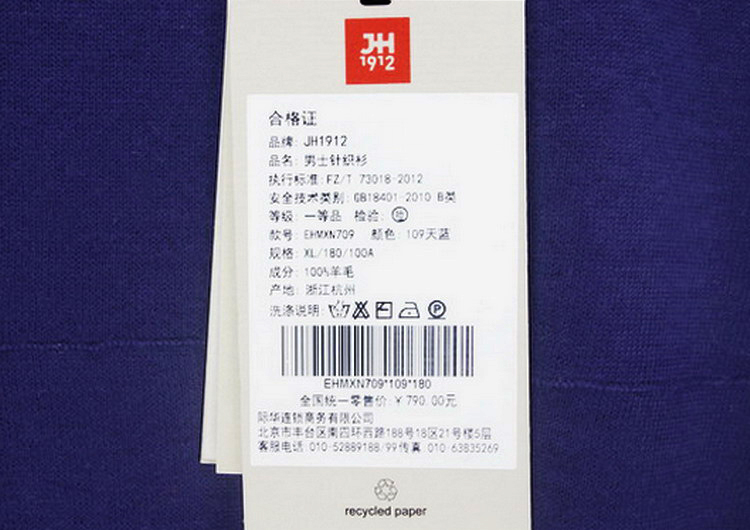 JH
1912
合格证
品牌: JH1912
品名: 男士针织衫
执行标准: FZ/T 73018-2012
安全技术类别: GB18401-2010 B类
等级: 一等品 检验:
款号: EHMXN709 颜色: 109天蓝
规格: XL/180/100A
成分: 100%羊毛
产地: 浙江杭州
洗涤说明: P
EHMXN709*109*180
全国统一零售价: ¥790.00元
际华连锁商务有限公司
北京市丰台区南四环西路188号18区21号楼5层
客服电话 010-52889188/99传真 010-63835269
recycled paper